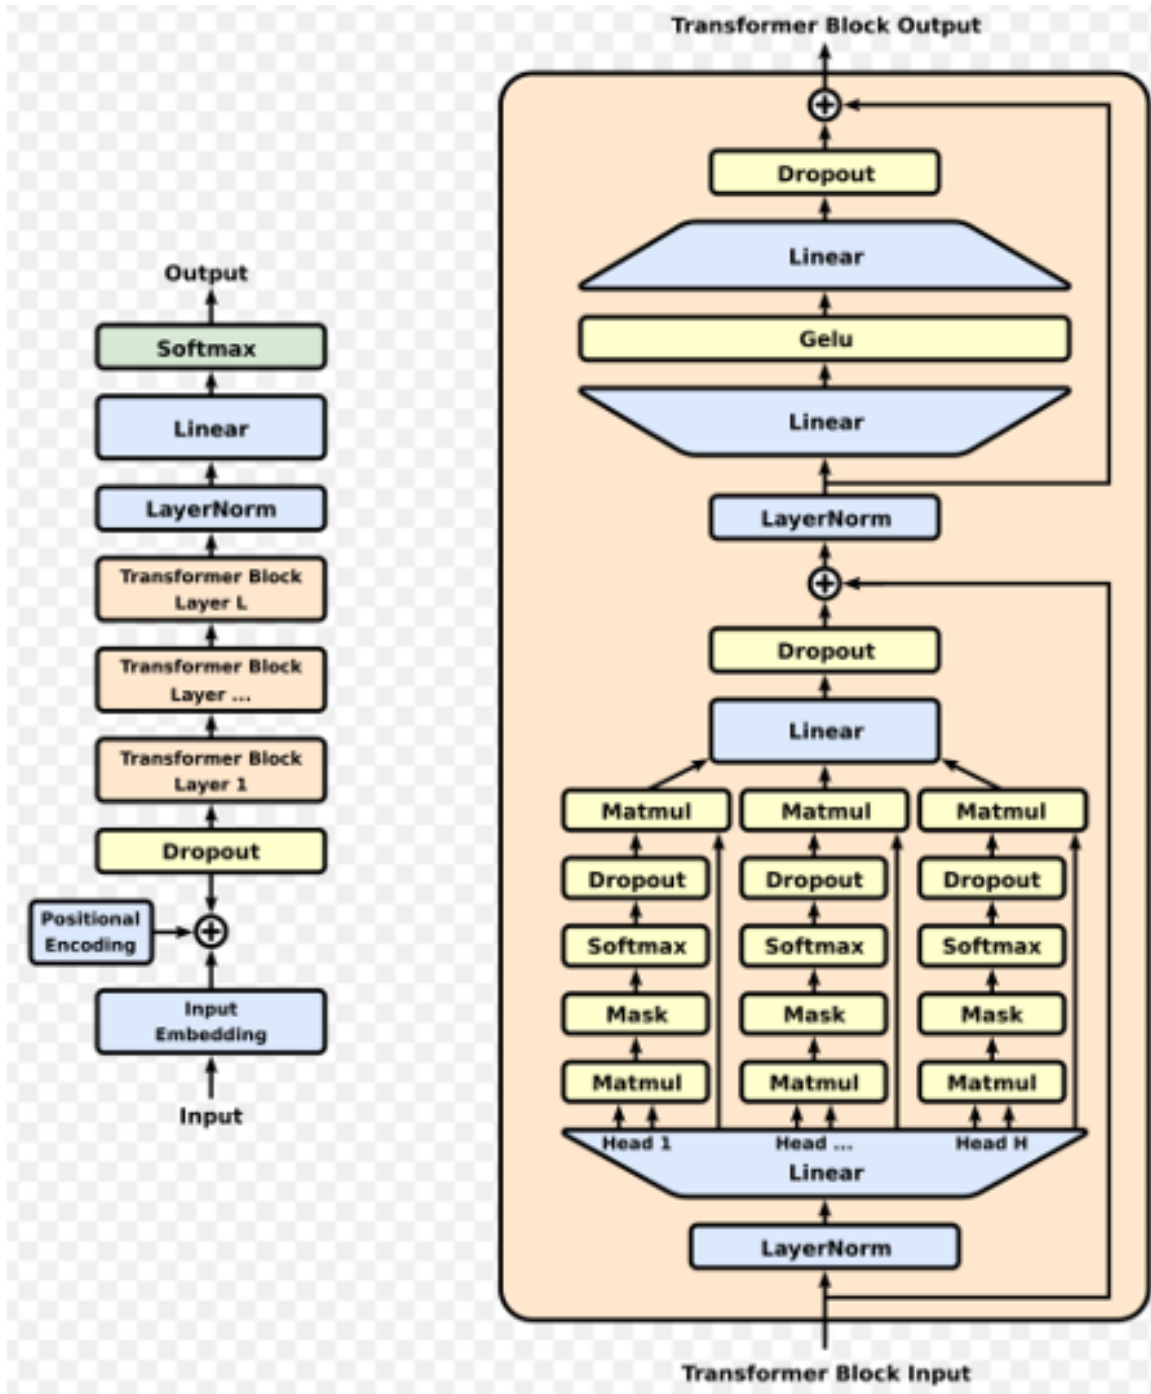 Output
Softmax
Linear
LayerNorm
Transformer Block
Layer L
Transformer Block
Layer ...
Transformer Block
Layer 1
Dropout
Positional
Encoding
Input
Embedding
Input
Transformer Block Output
Dropout
Linear
Gelu
Linear
LayerNorm
Dropout
Linear
Matmul Matmul Matmul
Dropout Dropout Dropout
Softmax Softmax Softmax
Mask Mask Mask
Matmul Matmul Matmul
Head 1 Head ... Head H
Linear
LayerNorm
Transformer Block Input